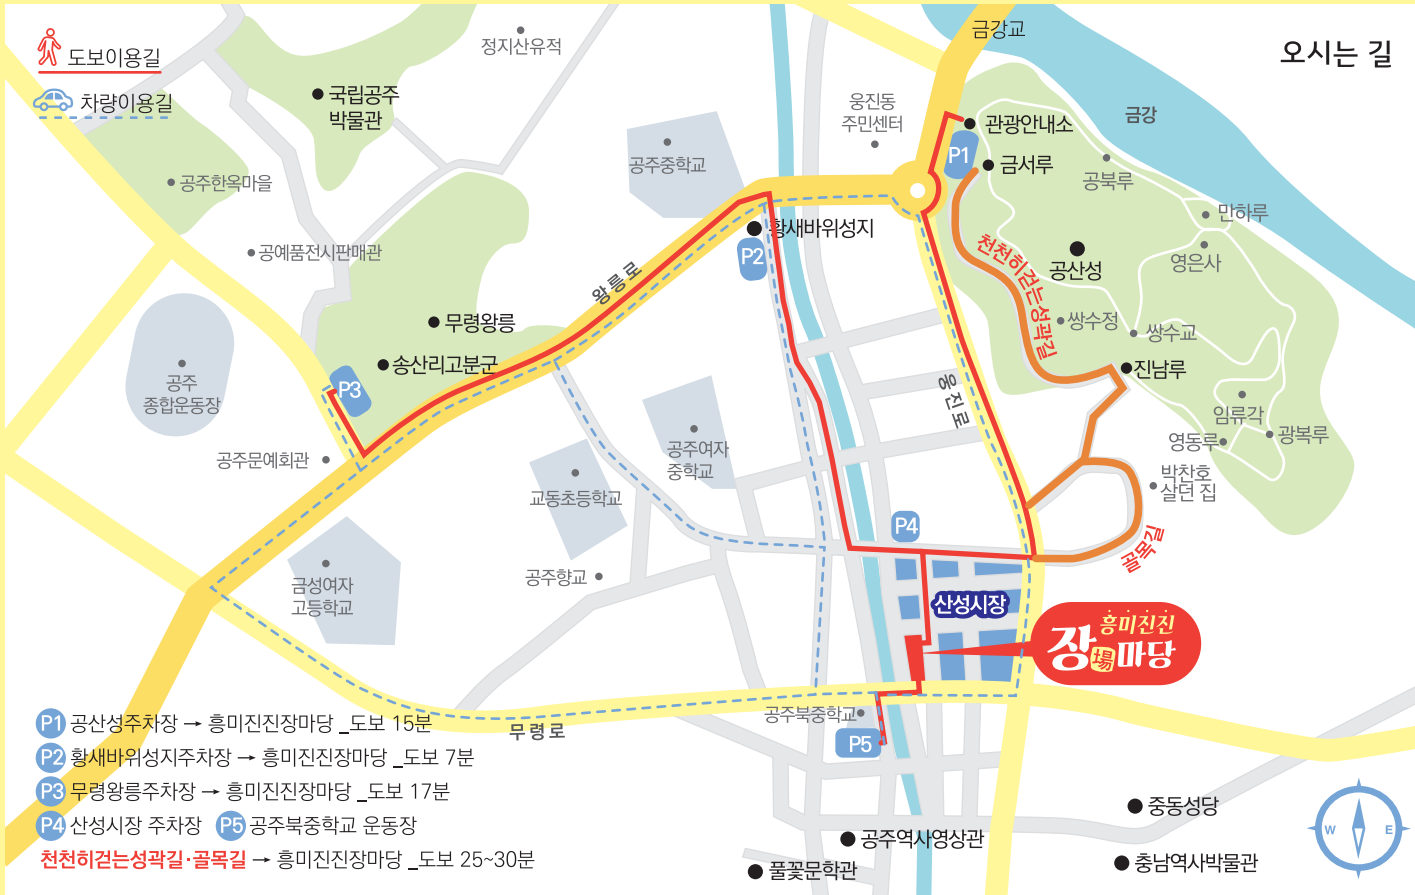 오시는 길
도보이용길
차량이용길
금강교
정지산유적
국립공주
박물관
웅진동
주민센터
관광안내소
금강
P1
금서루
공주중학교
공북루
공주한옥마을
만하루
황새바위성지
공예품전시판매관
P2
천천히걷는성곽길
공산성
영은사
왕릉로
무령왕릉
쌍수정
쌍수교
송산리고분군
진남루
P3
공주
종합운동장
웅진로
임류각
공주문예회관
공주여자
중학교
영동루
광복루
교동초등학교
박찬호
살던 집
P4
골목길
공주향교
금성여자
고등학교
산성시장
흥미진진
장場마당
공주북중학교
무령로
P5
P1 공산성주차장 → 흥미진진장마당 _도보 15분
P2 황새바위성지주차장 → 흥미진진장마당 _도보 7분
P3 무령왕릉주차장 → 흥미진진장마당 _도보 17분
P4 산성시장 주차장 P5 공주북중학교 운동장
천천히걷는성곽길·골목길 → 흥미진진장마당 _도보 25~30분
중동성당
공주역사영상관
충남역사박물관
풀꽃문학관
W E